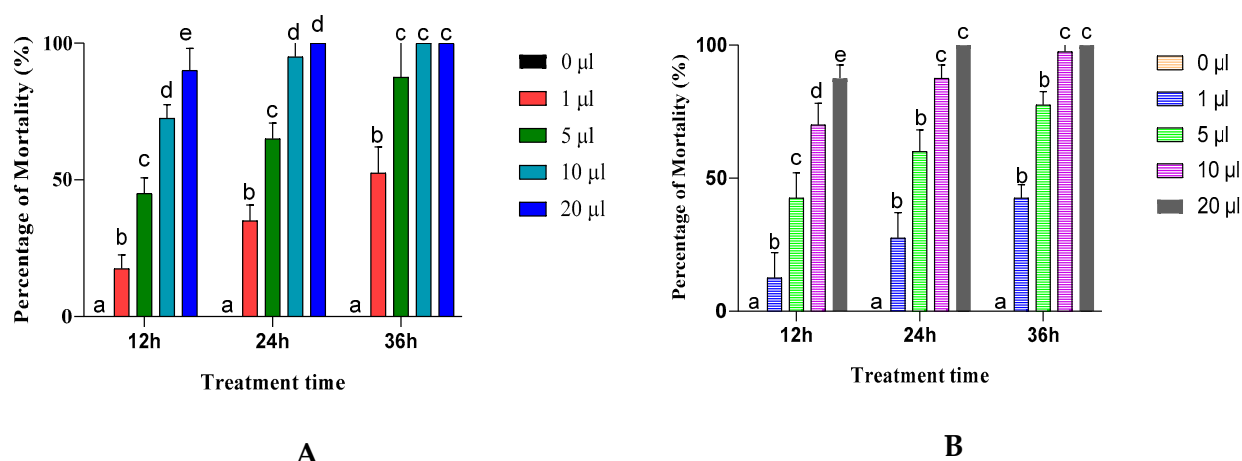 A
Percentage of Mortality (%)
100
50
0
a b c d e
a b c d d
a b c c c
12h 24h 36h
Treatment time
0 µl
1 µl
5 µl
10 µl
20 µl
A
B
Percentage of Mortality (%)
100
50
0
a b c d e
a b b c c
a b b c c
12h 24h 36h
Treatment time
0 µl
1 µl
5 µl
10 µl
20 µl
B